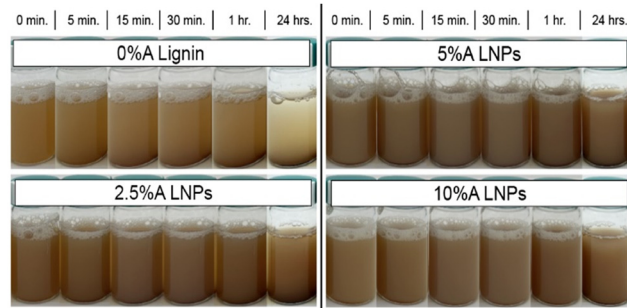 0 min. | 5 min. | 15 min. | 30 min. | 1 hr. | 24 hrs.
0%A Lignin
2.5%A LNPs
0 min. | 5 min. | 15 min. | 30 min. | 1 hr. | 24 hrs.
5%A LNPs
10%A LNPs